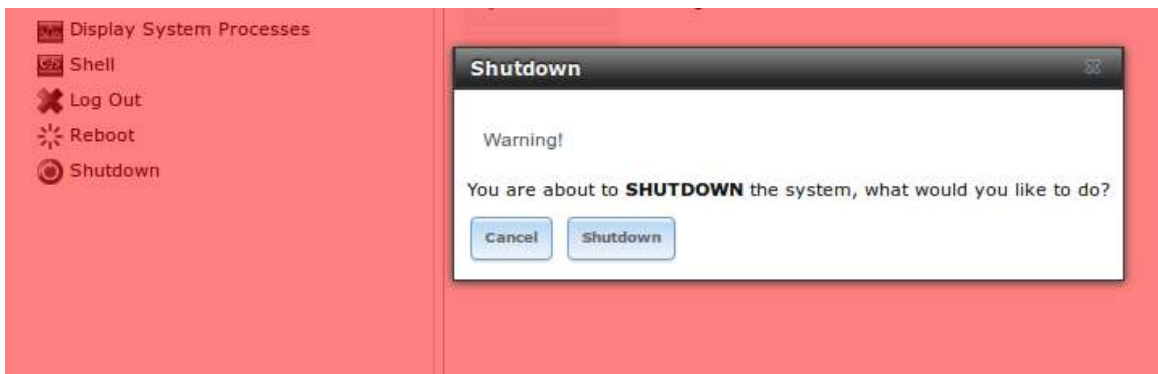 Display System Processes
Shell
Log Out
Reboot
Shutdown
Shutdown
Warning!
You are about to SHUTDOWN the system, what would you like to do?
Cancel
Shutdown